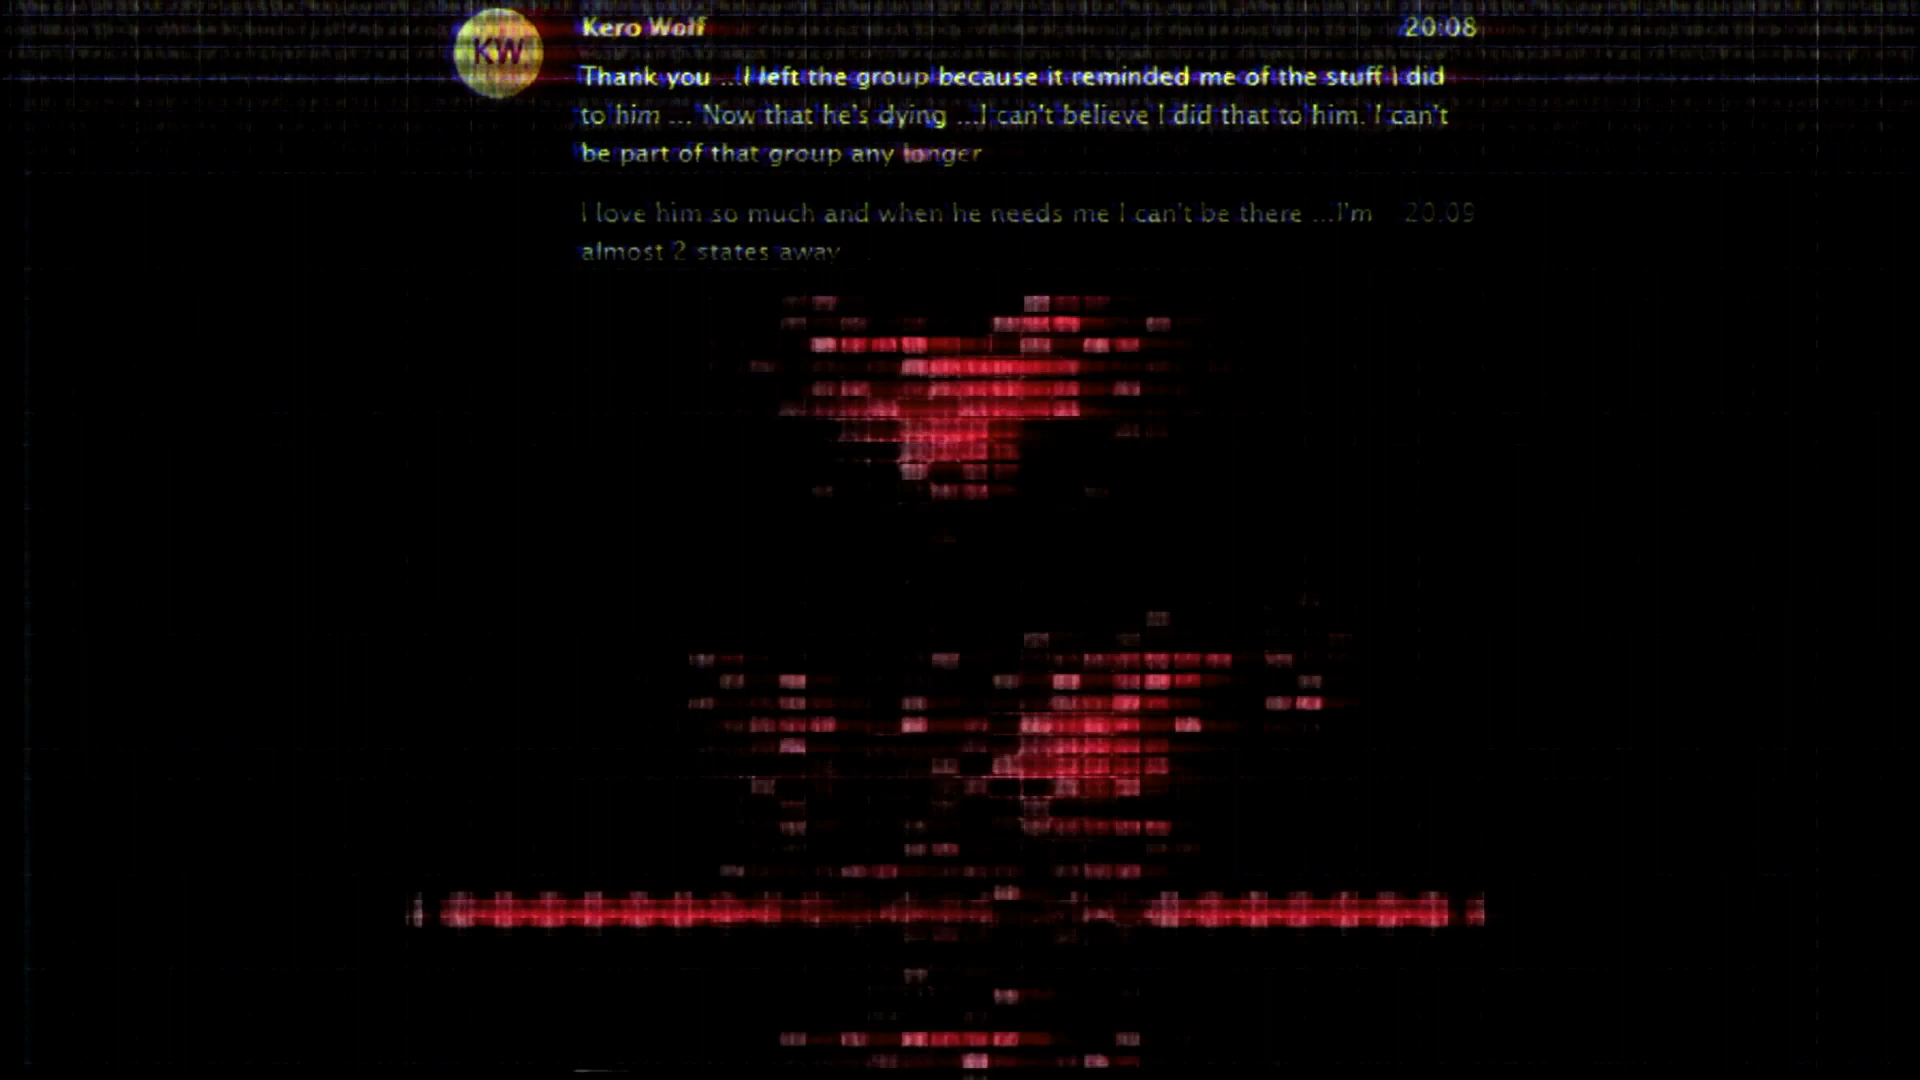 KW
Kero Wolf
20:08
Thank you ...I left the group because it reminded me of the stuff I did
to him ... 'Now that he's dying ...I can't believe I did that to him. I can't
be part of that group any longer
I love him so much and when he needs me I can't be there ...I'm
20:09
almost 2 states away